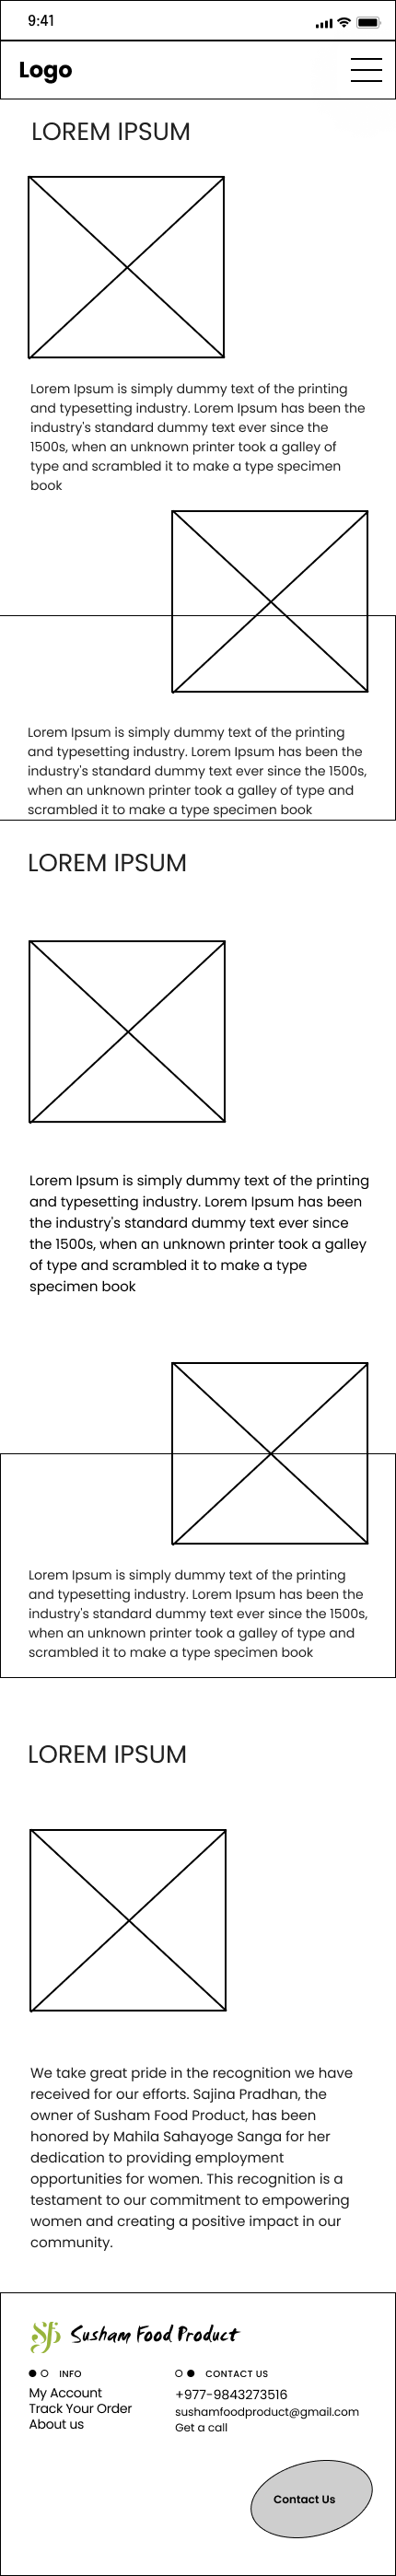 9:41
Logo
LOREM IPSUM
Lorem Ipsum is simply dummy text of the printing
and typesetting industry. Lorem Ipsum has been the
industry's standard dummy text ever since the
1500s, when an unknown printer took a galley of
type and scrambled it to make a type specimen
book
Lorem Ipsum is simply dummy text of the printing
and typesetting industry. Lorem Ipsum has been the
industry's standard dummy text ever since the 1500s,
when an unknown printer took a galley of type and
scrambled it to make a type specimen book
LOREM IPSUM
Lorem Ipsum is simply dummy text of the printing
and typesetting industry. Lorem Ipsum has been
the industry's standard dummy text ever since
the 1500s, when an unknown printer took a galley
of type and scrambled it to make a type
specimen book
Lorem Ipsum is simply dummy text of the printing
and typesetting industry. Lorem Ipsum has been the
industry's standard dummy text ever since the 1500s,
when an unknown printer took a galley of type and
scrambled it to make a type specimen book
LOREM IPSUM
We take great pride in the recognition we have
received for our efforts. Sajina Pradhan, the
owner of Susham Food Product, has been
honored by Mahila Sahayoge Sanga for her
dedication to providing employment
opportunities for women. This recognition is a
testament to our commitment to empowering
women and creating a positive impact in our
community.
Susham Food Product
INFO
My Account
Track Your Order
About us
CONTACT US
+977-9843273516
sushamfoodproduct@gmail.com
Get a call
Contact Us